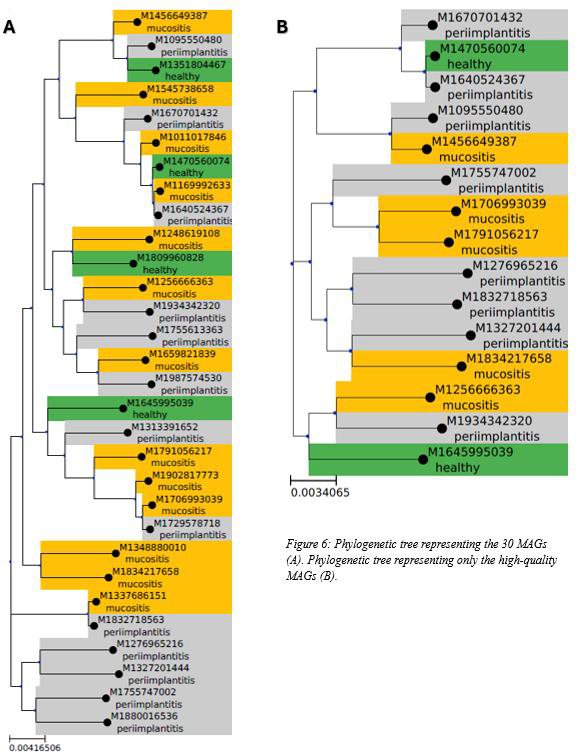 A
M1456649387
mucositis
M1095550480
periimplantitis
M1351804467
healthy
M1545738658
mucositis
M1670701432
periimplantitis
M1011017846
mucositis
M1470560074
healthy
M1169992633
mucositis
M1640524367
periimplantitis
M1248619108
mucositis
M1809960828
healthy
M1256666363
mucositis
M1934342320
periimplantitis
M1755613363
periimplantitis
M1659821839
mucositis
M1987574530
periimplantitis
M1645995039
healthy
M1313391652
periimplantitis
M1791056217
mucositis
M1902817773
mucositis
M1706993039
mucositis
M1729578718
periimplantitis
M1348880010
mucositis
M1834217658
mucositis
M1337686151
mucositis
M1832718563
periimplantitis
M1276965216
periimplantitis
M1327201444
periimplantitis
M1755747002
periimplantitis
M1880016536
periimplantitis
0.00416506
B
M1670701432
periimplantitis
M1470560074
healthy
M1640524367
periimplantitis
M1095550480
periimplantitis
M1456649387
mucositis
M1755747002
periimplantitis
M1706993039
mucositis
M1791056217
mucositis
M1276965216
periimplantitis
M1832718563
periimplantitis
M1327201444
periimplantitis
M1834217658
mucositis
M1256666363
mucositis
M1934342320
periimplantitis
M1645995039
healthy
0.0034065
Figure 6: Phylogenetic tree representing the 30 MAGs
(A). Phylogenetic tree representing only the high-quality
MAGs (B).